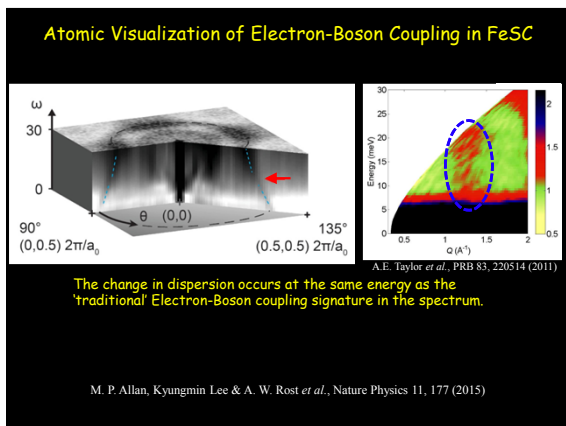 Atomic Visualization of Electron-Boson Coupling in FeSC
ω
30
0
90°
(0,0.5) 2π/a₀
θ
(0,0)
135°
(0.5,0.5) 2π/a₀
30
25
20
15
10
5
0
Energy (meV)
0.5
1
1.5
2
Q (A⁻¹)
2
1.5
1
0.5
A.E. Taylor et al., PRB 83, 220514 (2011)
The change in dispersion occurs at the same energy as the
'traditional' Electron-Boson coupling signature in the spectrum.
M. P. Allan, Kyungmin Lee & A. W. Rost et al., Nature Physics 11, 177 (2015)